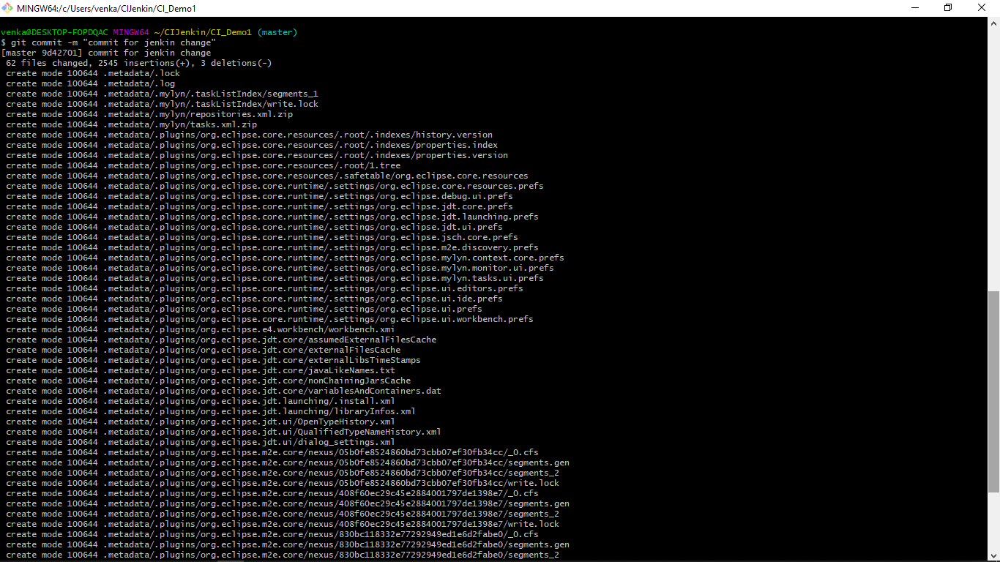 MINGW64:/c/Users/venka/CIJenkin/CI_Demo1
venka@DESKTOP-FOPDQAC MINGW64 ~/CIJenkin/CI_Demo1 (master)
$ git commit -m "commit for jenkin change"
[master 9d42701] commit for jenkin change
 62 files changed, 2545 insertions(+), 3 deletions(-)
 create mode 100644 .metadata/.lock
 create mode 100644 .metadata/.log
 create mode 100644 .metadata/.mylyn/.taskListIndex/segments_1
 create mode 100644 .metadata/.mylyn/.taskListIndex/write.lock
 create mode 100644 .metadata/.mylyn/repositories.xml.zip
 create mode 100644 .metadata/.mylyn/tasks.xml.zip
 create mode 100644 .metadata/.plugins/org.eclipse.core.resources/.root/.indexes/history.version
 create mode 100644 .metadata/.plugins/org.eclipse.core.resources/.root/.indexes/properties.index
 create mode 100644 .metadata/.plugins/org.eclipse.core.resources/.root/.indexes/properties.version
 create mode 100644 .metadata/.plugins/org.eclipse.core.resources/.root/1.tree
 create mode 100644 .metadata/.plugins/org.eclipse.core.resources/.safetable/org.eclipse.core.resources
 create mode 100644 .metadata/.plugins/org.eclipse.core.runtime/.settings/org.eclipse.core.resources.prefs
 create mode 100644 .metadata/.plugins/org.eclipse.core.runtime/.settings/org.eclipse.debug.ui.prefs
 create mode 100644 .metadata/.plugins/org.eclipse.core.runtime/.settings/org.eclipse.jdt.core.prefs
 create mode 100644 .metadata/.plugins/org.eclipse.core.runtime/.settings/org.eclipse.jdt.launching.prefs
 create mode 100644 .metadata/.plugins/org.eclipse.core.runtime/.settings/org.eclipse.jdt.ui.prefs
 create mode 100644 .metadata/.plugins/org.eclipse.core.runtime/.settings/org.eclipse.jsch.core.prefs
 create mode 100644 .metadata/.plugins/org.eclipse.core.runtime/.settings/org.eclipse.m2e.discovery.prefs
 create mode 100644 .metadata/.plugins/org.eclipse.core.runtime/.settings/org.eclipse.mylyn.context.core.prefs
 create mode 100644 .metadata/.plugins/org.eclipse.core.runtime/.settings/org.eclipse.mylyn.monitor.ui.prefs
 create mode 100644 .metadata/.plugins/org.eclipse.core.runtime/.settings/org.eclipse.mylyn.tasks.ui.prefs
 create mode 100644 .metadata/.plugins/org.eclipse.core.runtime/.settings/org.eclipse.ui.editors.prefs
 create mode 100644 .metadata/.plugins/org.eclipse.core.runtime/.settings/org.eclipse.ui.ide.prefs
 create mode 100644 .metadata/.plugins/org.eclipse.core.runtime/.settings/org.eclipse.ui.prefs
 create mode 100644 .metadata/.plugins/org.eclipse.core.runtime/.settings/org.eclipse.ui.workbench.prefs
 create mode 100644 .metadata/.plugins/org.eclipse.e4.workbench/workbench.xmi
 create mode 100644 .metadata/.plugins/org.eclipse.jdt.core/assumedExternalFilesCache
 create mode 100644 .metadata/.plugins/org.eclipse.jdt.core/externalFilesCache
 create mode 100644 .metadata/.plugins/org.eclipse.jdt.core/externalLibsTimeStamps
 create mode 100644 .metadata/.plugins/org.eclipse.jdt.core/javaLikeNames.txt
 create mode 100644 .metadata/.plugins/org.eclipse.jdt.core/nonChainingJarsCache
 create mode 100644 .metadata/.plugins/org.eclipse.jdt.core/variablesAndContainers.dat
 create mode 100644 .metadata/.plugins/org.eclipse.jdt.launching/.install.xml
 create mode 100644 .metadata/.plugins/org.eclipse.jdt.launching/libraryInfos.xml
 create mode 100644 .metadata/.plugins/org.eclipse.jdt.ui/OpenTypeHistory.xml
 create mode 100644 .metadata/.plugins/org.eclipse.jdt.ui/QualifiedTypeNameHistory.xml
 create mode 100644 .metadata/.plugins/org.eclipse.jdt.ui/dialog_settings.xml
 create mode 100644 .metadata/.plugins/org.eclipse.m2e.core/nexus/05b0fe8524860bd73cbb07ef30fb34cc/_0.cfs
 create mode 100644 .metadata/.plugins/org.eclipse.m2e.core/nexus/05b0fe8524860bd73cbb07ef30fb34cc/segments.gen
 create mode 100644 .metadata/.plugins/org.eclipse.m2e.core/nexus/05b0fe8524860bd73cbb07ef30fb34cc/segments_2
 create mode 100644 .metadata/.plugins/org.eclipse.m2e.core/nexus/05b0fe8524860bd73cbb07ef30fb34cc/write.lock
 create mode 100644 .metadata/.plugins/org.eclipse.m2e.core/nexus/408f60ec29c45e2884001797de1398e7/_0.cfs
 create mode 100644 .metadata/.plugins/org.eclipse.m2e.core/nexus/408f60ec29c45e2884001797de1398e7/segments.gen
 create mode 100644 .metadata/.plugins/org.eclipse.m2e.core/nexus/408f60ec29c45e2884001797de1398e7/segments_2
 create mode 100644 .metadata/.plugins/org.eclipse.m2e.core/nexus/408f60ec29c45e2884001797de1398e7/write.lock
 create mode 100644 .metadata/.plugins/org.eclipse.m2e.core/nexus/830bc118332e77292949ed1e6d2fabe0/_0.cfs
 create mode 100644 .metadata/.plugins/org.eclipse.m2e.core/nexus/830bc118332e77292949ed1e6d2fabe0/segments.gen
 create mode 100644 .metadata/.plugins/org.eclipse.m2e.core/nexus/830bc118332e77292949ed1e6d2fabe0/segments_2